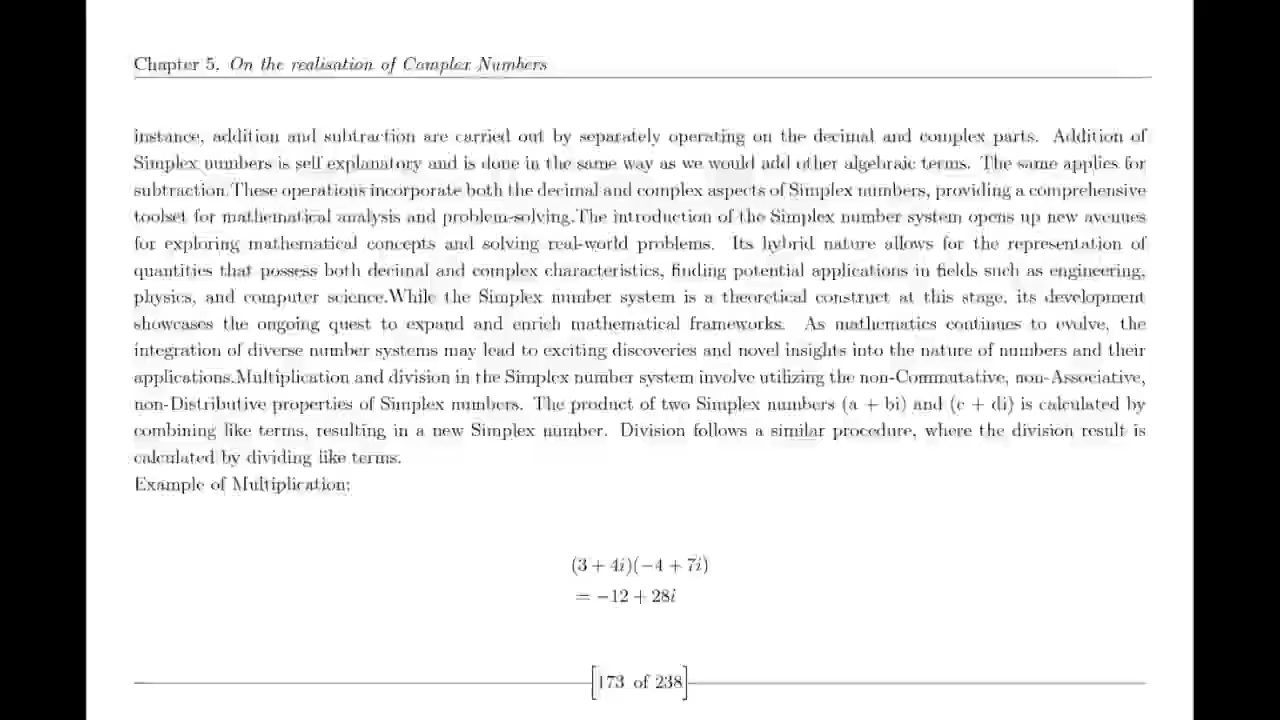 Chapter 5. On the realisation of Complex Numbers
instance, addition and subtraction are carried out by separately operating on the decimal and complex parts. Addition of
Simplex numbers is self explanatory and is done in the same way as we would add other algebraic terms. The same applies for
subtraction.These operations incorporate both the decimal and complex aspects of Simplex numbers, providing a comprehensive
toolset for mathematical analysis and problem-solving.The introduction of the Simplex number system opens up new avenues
for exploring mathematical concepts and solving real-world problems. Its hybrid nature allows for the representation of
quantities that possess both decimal and complex characteristics, finding potential applications in fields such as engineering,
physics, and computer science.While the Simplex number system is a theoretical construct at this stage, its development
showcases the ongoing quest to expand and enrich mathematical frameworks. As mathematics continues to evolve, the
integration of diverse number systems may lead to exciting discoveries and novel insights into the nature of numbers and their
applications.Multiplication and division in the Simplex number system involve utilizing the non-Commutative, non-Associative,
non-Distributive properties of Simplex numbers. The product of two Simplex numbers (a + bi) and (c + di) is calculated by
combining like terms, resulting in a new Simplex number. Division follows a similar procedure, where the division result is
calculated by dividing like terms.
Example of Multiplication:
(3 + 4i)(−4 + 7i)
= −12 + 28i
[173 of 238]